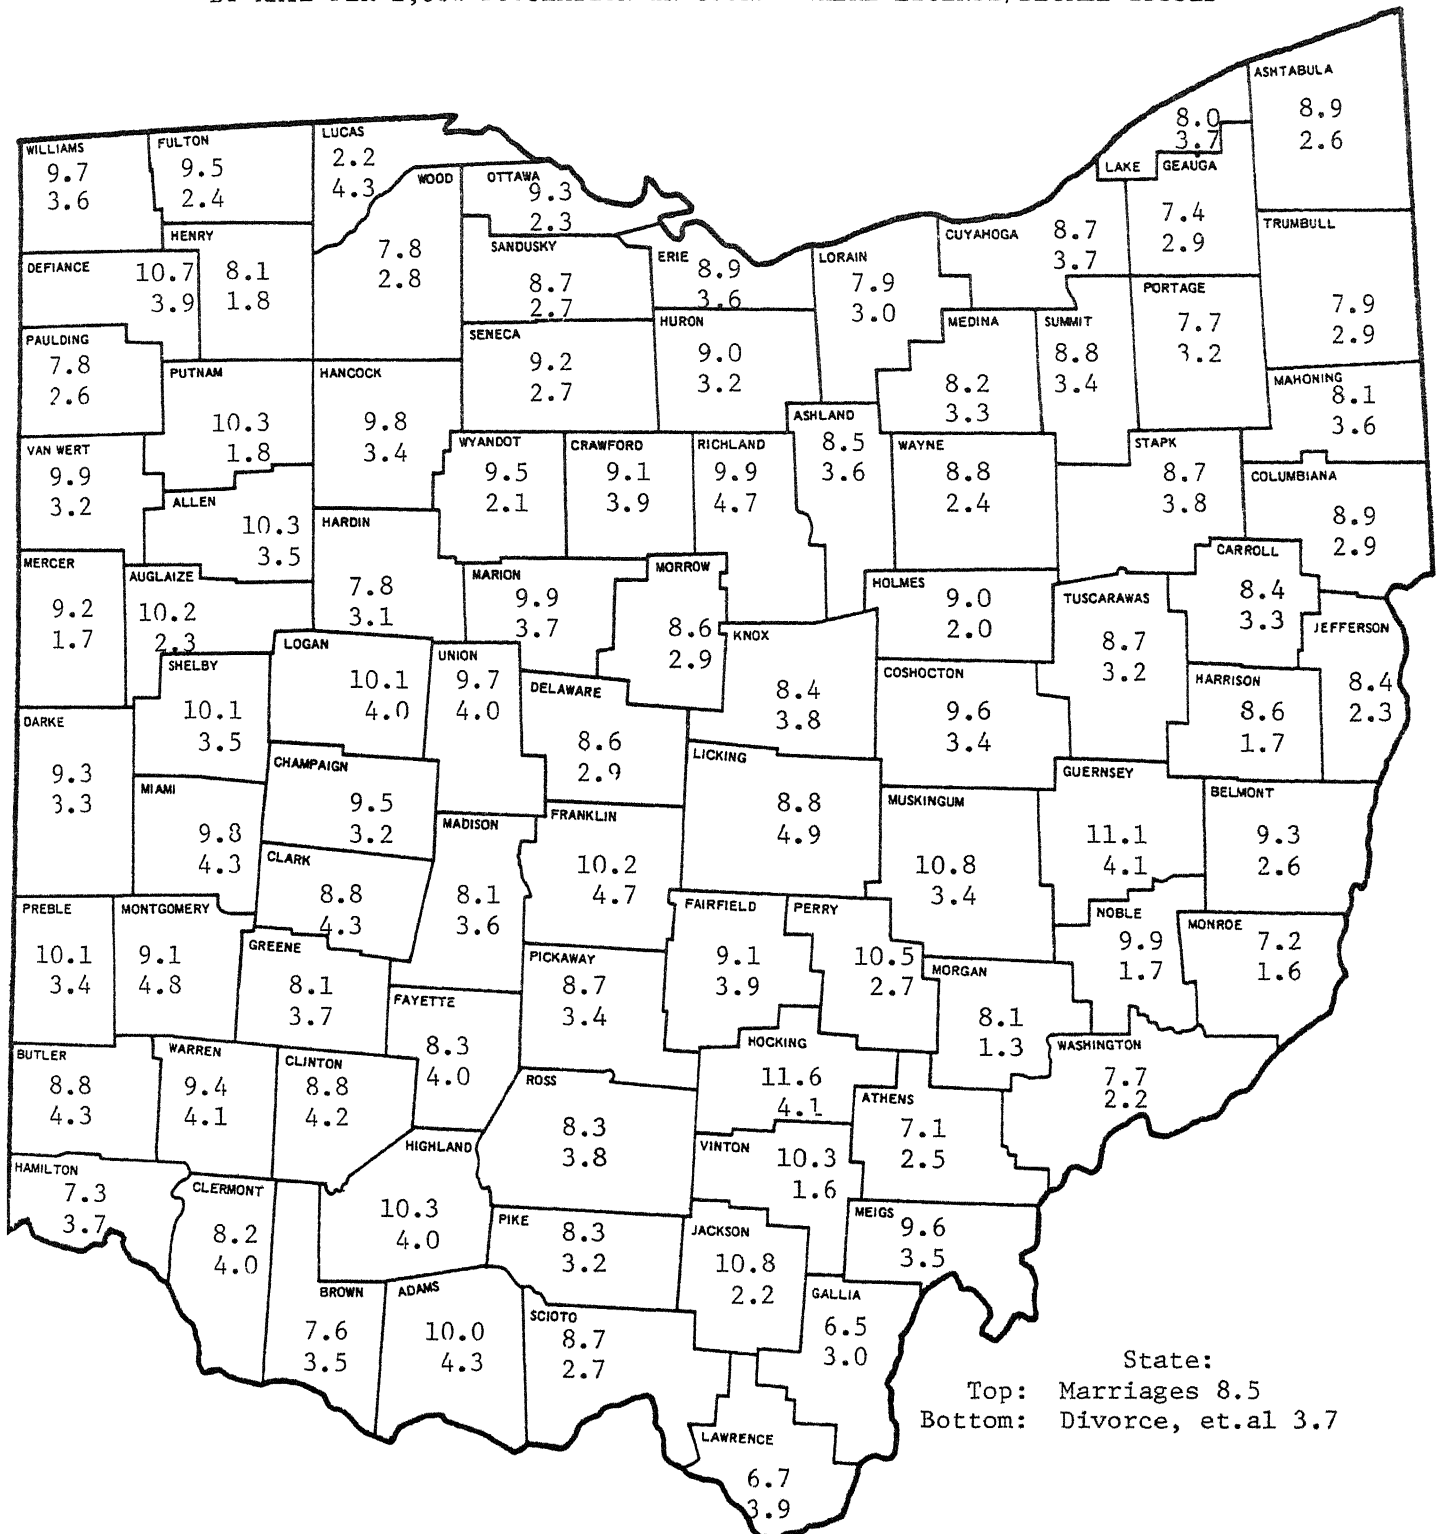 ASHTABULA
8.9
2.6
8.0
3.7
LAKE
GEAUGA
7.4
2.9
WILLIAMS
9.7
3.6
FULTON
9.5
2.4
LUCAS
2.2
4.3
WOOD
7.8
2.8
OTTAWA
9.3
2.3
SANDUSKY
8.7
2.7
ERIE
8.9
3.6
LORAIN
7.9
3.0
CUYAHOGA
8.7
3.7
TRUMBULL
7.9
2.9
HENRY
8.1
1.8
DEFIANCE
10.7
3.9
PAULDING
7.8
2.6
PUTNAM
10.3
1.8
HANCOCK
9.8
3.4
SENECA
9.2
2.7
HURON
9.0
3.2
MEDINA
8.2
3.3
SUMMIT
8.8
3.4
PORTAGE
7.7
3.2
MAHONING
8.1
3.6
VAN WERT
9.9
3.2
ALLEN
10.3
3.5
WYANDOT
9.5
2.1
CRAWFORD
9.1
3.9
RICHLAND
9.9
4.7
ASHLAND
8.5
3.6
WAYNE
8.8
2.4
STAPK
8.7
3.8
COLUMBIANA
8.9
2.9
MERCER
9.2
1.7
AUGLAIZE
10.2
2.3
HARDIN
7.8
3.1
MARION
9.9
3.7
MORROW
8.6
2.9
KNOX
8.4
3.8
HOLMES
9.0
2.0
TUSCARAWAS
8.7
3.2
CARROLL
8.4
3.3
JEFFERSON
8.4
2.3
SHELBY
10.1
3.5
LOGAN
10.1
4.0
UNION
9.7
4.0
DELAWARE
8.6
2.9
COSHOCTON
9.6
3.4
HARRISON
8.6
1.7
DARKE
9.3
3.3
MIAMI
9.8
4.3
CHAMPAIGN
9.5
3.2
CLARK
8.8
4.3
MADISON
8.1
3.6
FRANKLIN
10.2
4.7
LICKING
8.8
4.9
MUSKINGUM
10.8
3.4
GUERNSEY
11.1
4.1
BELMONT
9.3
2.6
PREBLE
10.1
3.4
MONTGOMERY
9.1
4.8
GREENE
8.1
3.7
FAYETTE
8.3
4.0
PICKAWAY
8.7
3.4
FAIRFIELD
9.1
3.9
PERRY
10.5
2.7
MORGAN
8.1
1.3
NOBLE
9.9
1.7
MONROE
7.2
1.6
BUTLER
8.8
4.3
WARREN
9.4
4.1
CLINTON
8.8
4.2
ROSS
8.3
3.8
HOCKING
11.6
4.1
ATHENS
7.1
2.5
WASHINGTON
7.7
2.2
HAMILTON
7.3
3.7
CLERMONT
8.2
4.0
HIGHLAND
10.3
4.0
PIKE
8.3
3.2
VINTON
10.3
1.6
JACKSON
10.8
2.2
MEIGS
9.6
3.5
BROWN
7.6
3.5
ADAMS
10.0
4.3
SCIOTO
8.7
2.7
GALLIA
6.5
3.0
LAWRENCE
6.7
3.9
State:
Top: Marriages 8.5
Bottom: Divorce, et.al 3.7